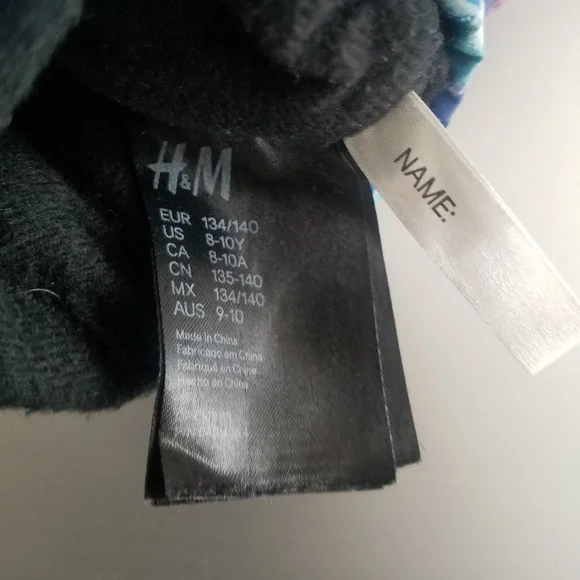 H&M
EUR 134/140
US 8-10Y
CA 8-10A
CN 135-140
MX 134/140
AUS 9-10
Made in China
Fabricado em China
Fabriqué en China
Hecho en China
NAME: